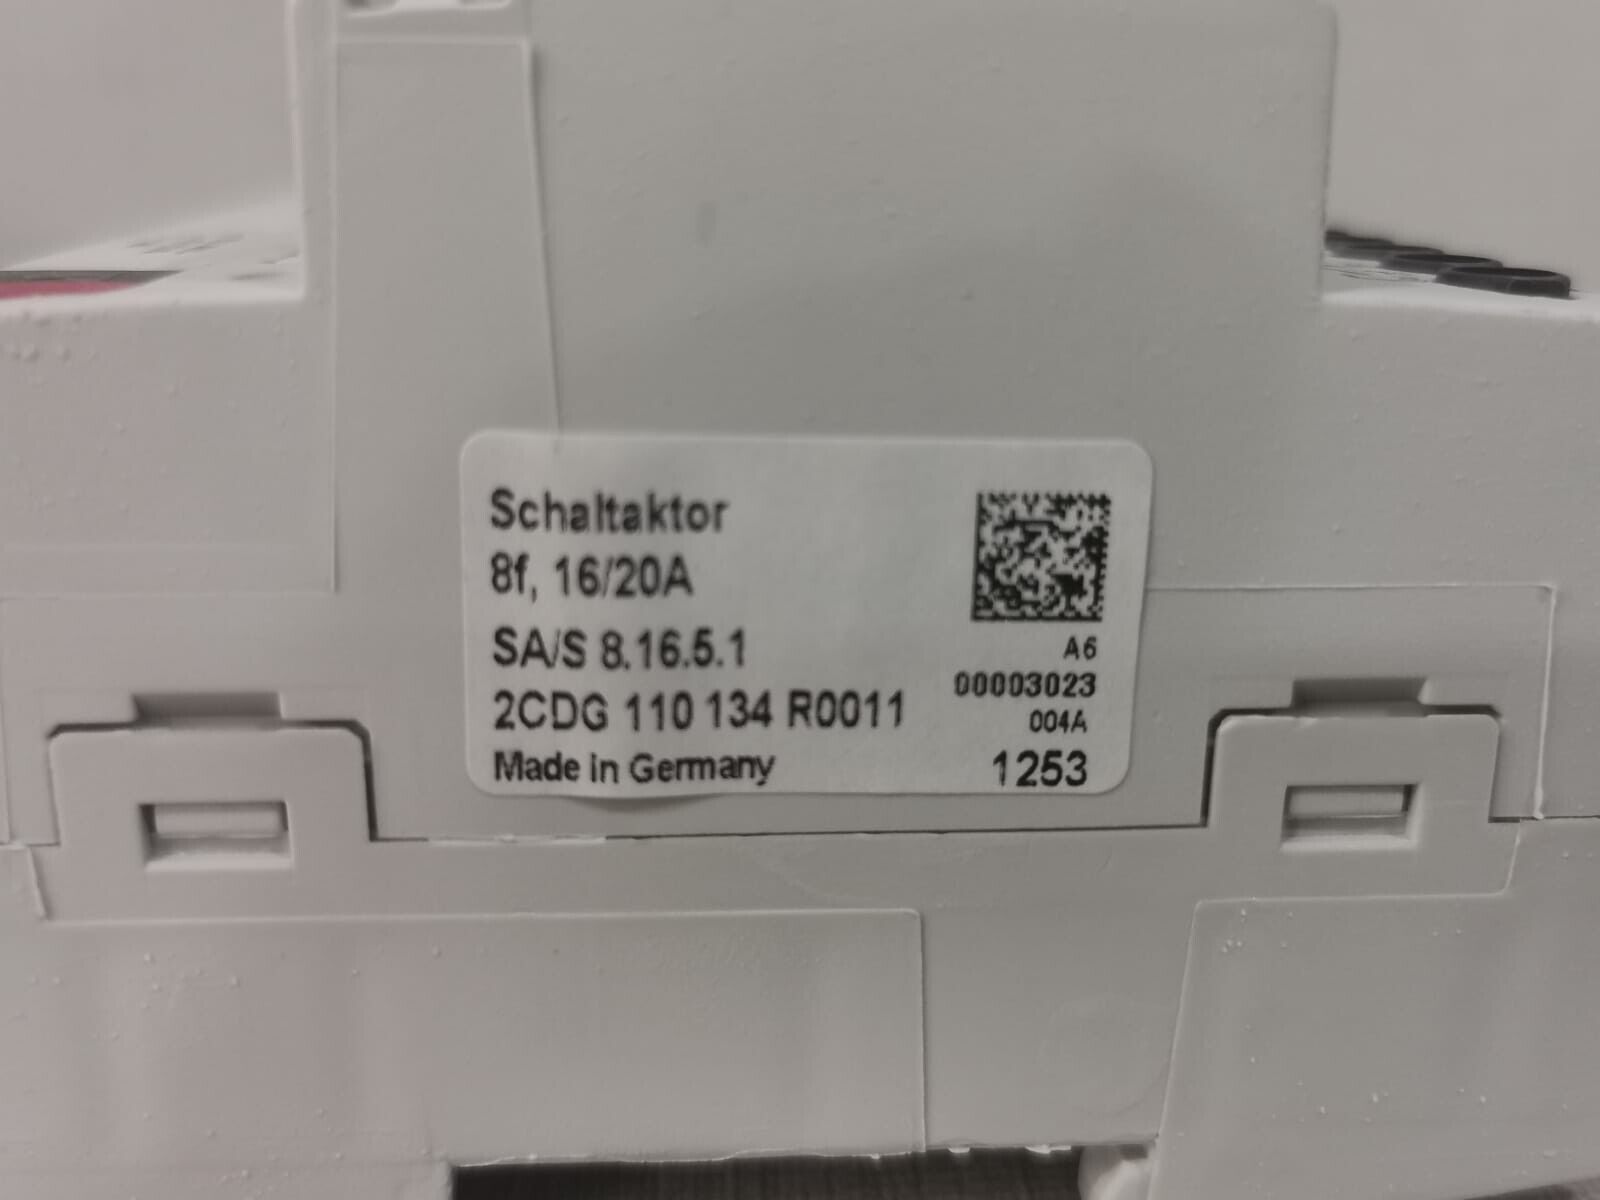 Schaltaktor
8f, 16/20A
SA/S 8.16.5.1
2CDG 110 134 R0011
Made in Germany
A6
00003023
004A
1253